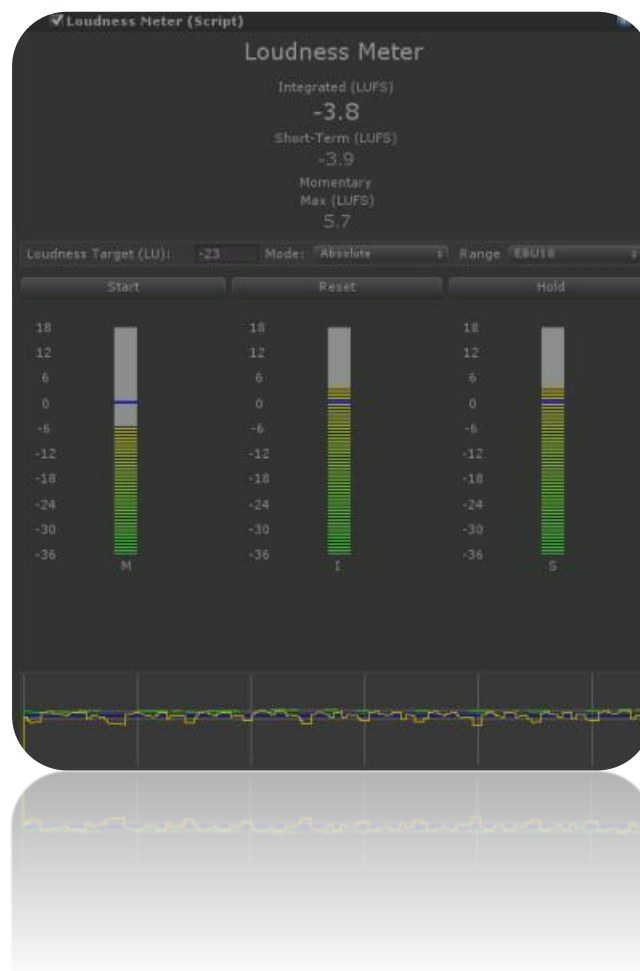 Loudness Meter (Script)
Loudness Meter
Integrated (LUFS)
-3.8
Short-Term (LUFS)
-3.9
Momentary
Max (LUFS)
5.7
Loudness Target (LU): -23 Mode: Absolute Range EBU18
Start Reset Hold
18 18 18
12 12 12
6 6 6
0 0 0
-6 -6 -6
-12 -12 -12
-18 -18 -18
-24 -24 -24
-30 -30 -30
-36 -36 -36
M I S